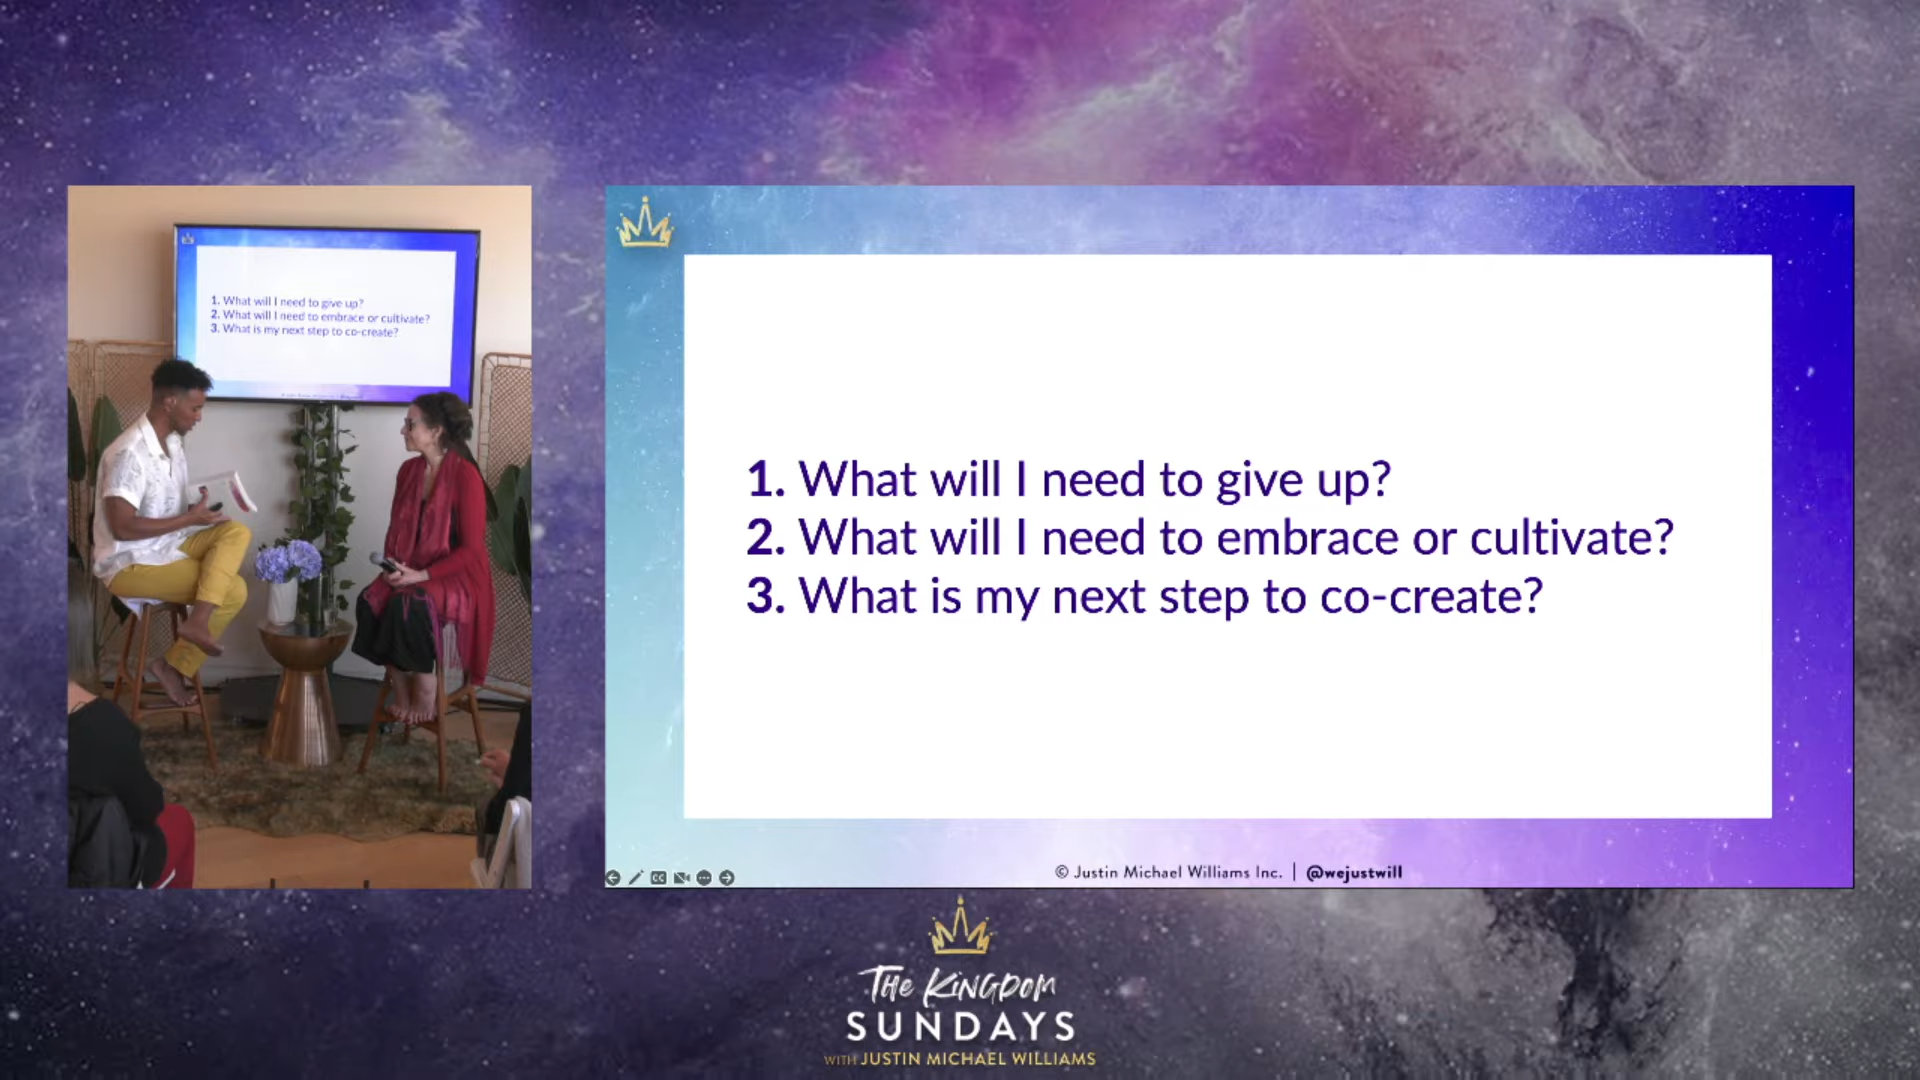 1. What will I need to give up?
2. What will I need to embrace or cultivate?
3. What is my next step to co-create?
1. What will I need to give up?
2. What will I need to embrace or cultivate?
3. What is my next step to co-create?
CC
© Justin Michael Williams Inc. | @wejustwill
THE KINGDOM
SUNDAYS
WITH JUSTIN MICHAEL WILLIAMS